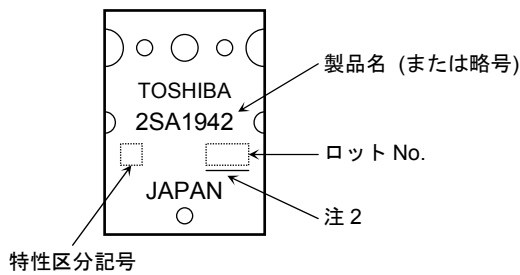 製品名 (または略号)
TOSHIBA
2SA1942
ロット No.
JAPAN
注 2
特性区分記号